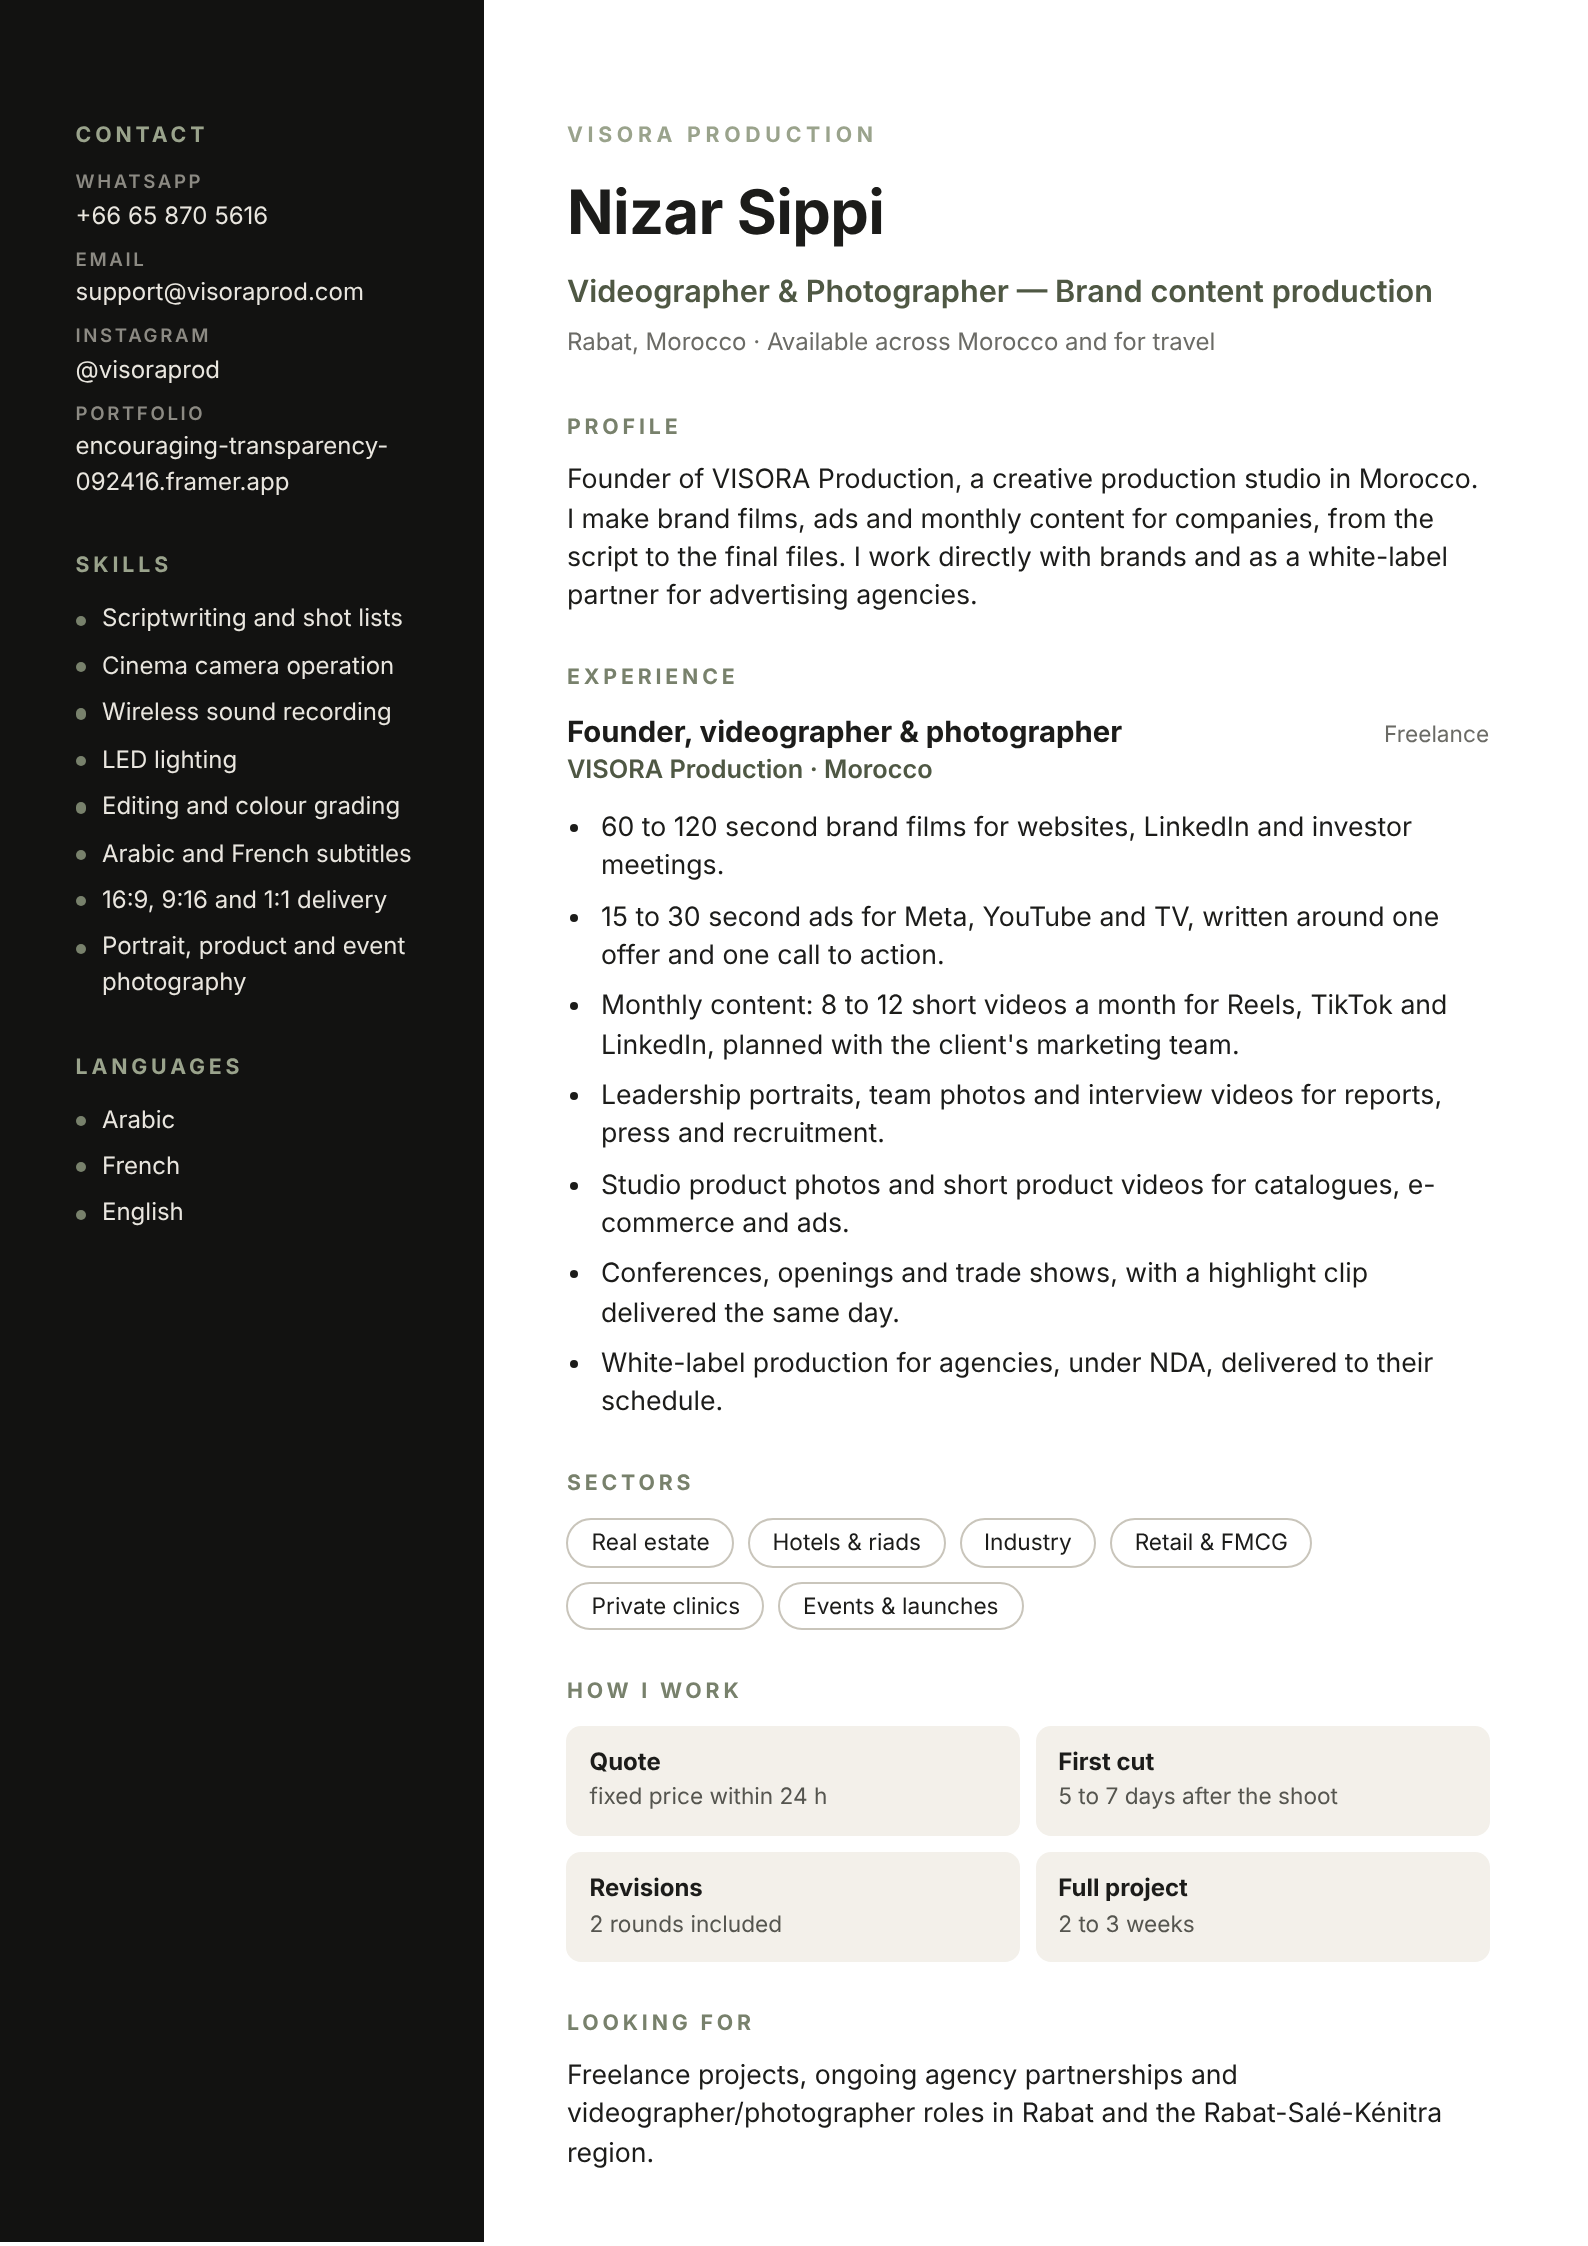 CONTACT
WHATSAPP
+66 65 870 5616
EMAIL
support@visoraprod.com
INSTAGRAM
@visoraprod
PORTFOLIO
encouraging-transparency-
092416.framer.app
SKILLS
Scriptwriting and shot lists
Cinema camera operation
Wireless sound recording
LED lighting
Editing and colour grading
Arabic and French subtitles
16:9, 9:16 and 1:1 delivery
Portrait, product and event
photography
LANGUAGES
Arabic
French
English
VISORA PRODUCTION
Nizar Sippi
Videographer & Photographer — Brand content production
Rabat, Morocco · Available across Morocco and for travel
PROFILE
Founder of VISORA Production, a creative production studio in Morocco.
I make brand films, ads and monthly content for companies, from the
script to the final files. I work directly with brands and as a white-label
partner for advertising agencies.
EXPERIENCE
Founder, videographer & photographer Freelance
VISORA Production · Morocco
• 60 to 120 second brand films for websites, LinkedIn and investor
meetings.
• 15 to 30 second ads for Meta, YouTube and TV, written around one
offer and one call to action.
• Monthly content: 8 to 12 short videos a month for Reels, TikTok and
LinkedIn, planned with the client's marketing team.
• Leadership portraits, team photos and interview videos for reports,
press and recruitment.
• Studio product photos and short product videos for catalogues, e-
commerce and ads.
• Conferences, openings and trade shows, with a highlight clip
delivered the same day.
• White-label production for agencies, under NDA, delivered to their
schedule.
SECTORS
Real estate Hotels & riads Industry Retail & FMCG
Private clinics Events & launches
HOW I WORK
Quote
fixed price within 24 h
First cut
5 to 7 days after the shoot
Revisions
2 rounds included
Full project
2 to 3 weeks
LOOKING FOR
Freelance projects, ongoing agency partnerships and
videographer/photographer roles in Rabat and the Rabat-Salé-Kénitra
region.